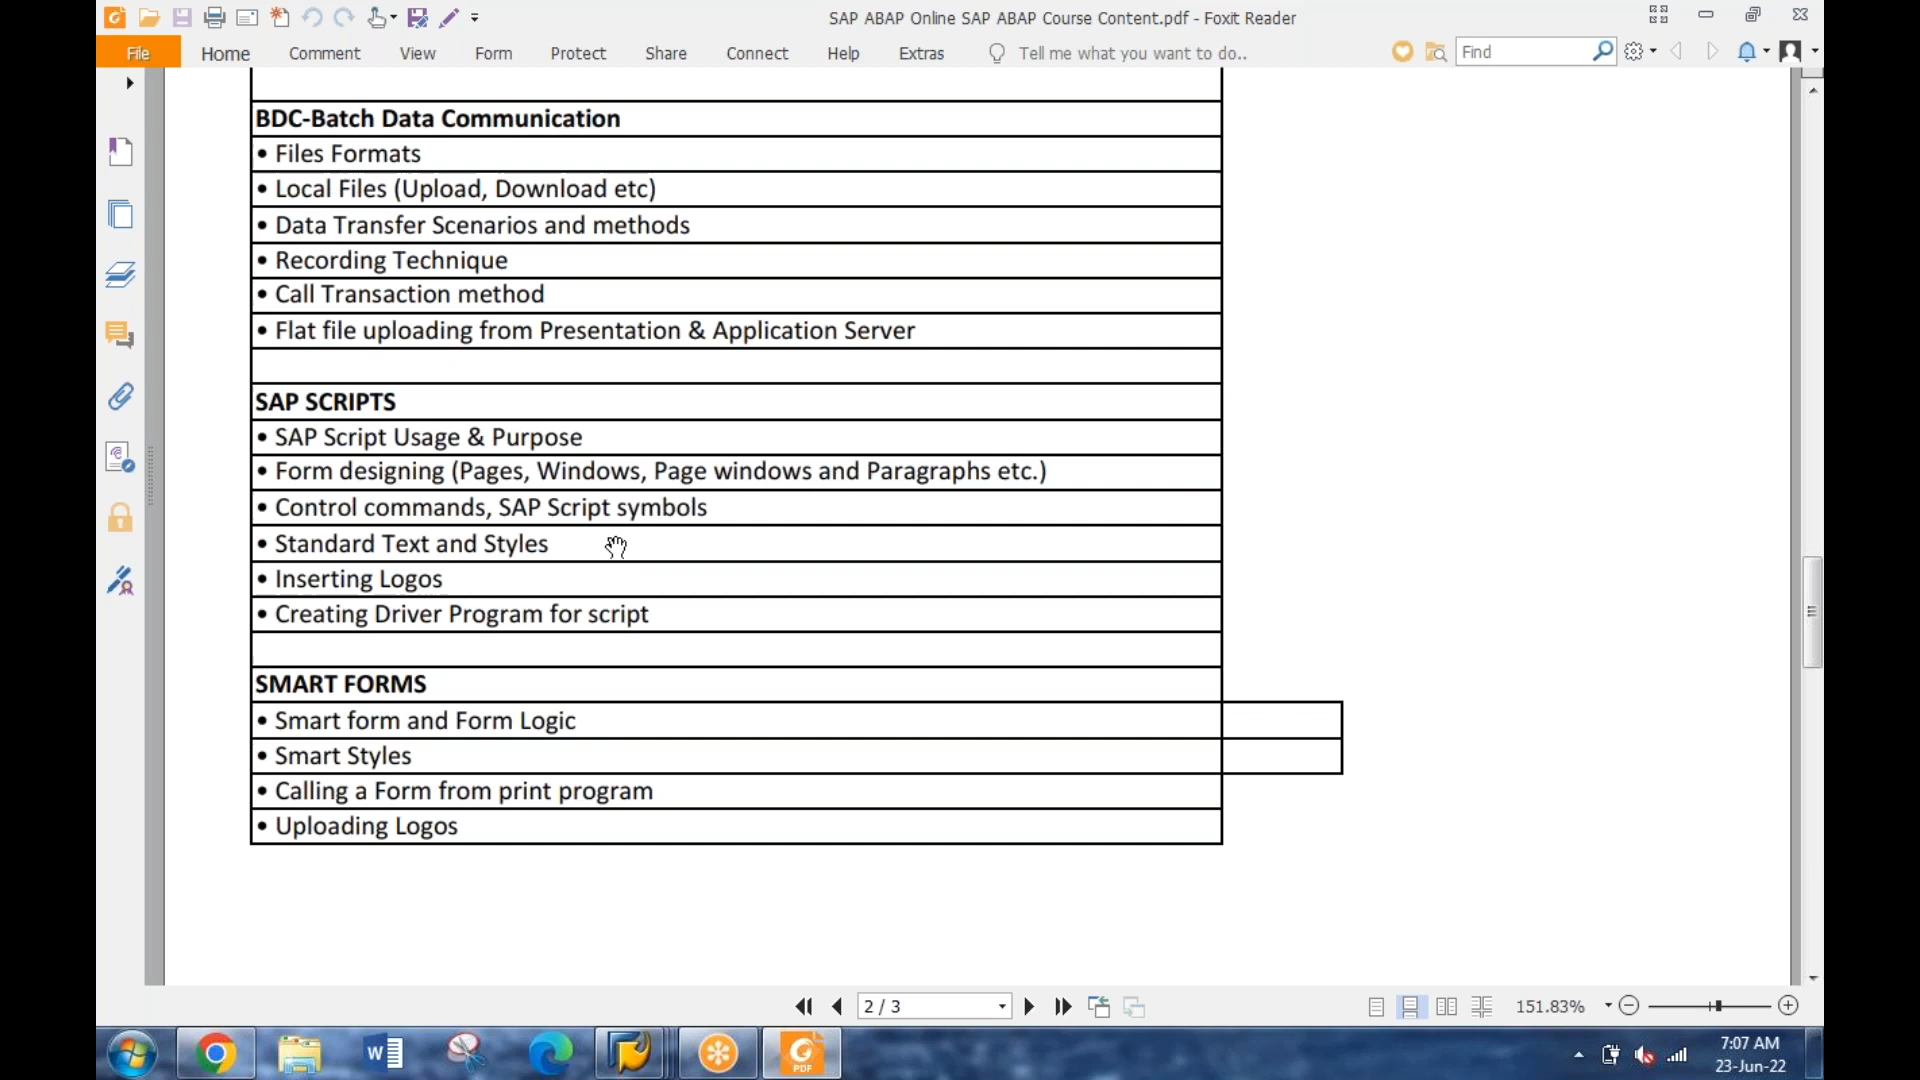 SAP ABAP Online SAP ABAP Course Content.pdf - Foxit Reader
File Home Comment View Form Protect Share Connect Help Extras Tell me what you want to do.. Find
BDC-Batch Data Communication
• Files Formats
• Local Files (Upload, Download etc)
• Data Transfer Scenarios and methods
• Recording Technique
• Call Transaction method
• Flat file uploading from Presentation & Application Server
SAP SCRIPTS
• SAP Script Usage & Purpose
• Form designing (Pages, Windows, Page windows and Paragraphs etc.)
• Control commands, SAP Script symbols
• Standard Text and Styles
• Inserting Logos
• Creating Driver Program for script
SMART FORMS
• Smart form and Form Logic
• Smart Styles
• Calling a Form from print program
• Uploading Logos
2 / 3
151.83%
PDF
7:07 AM
23-Jun-22